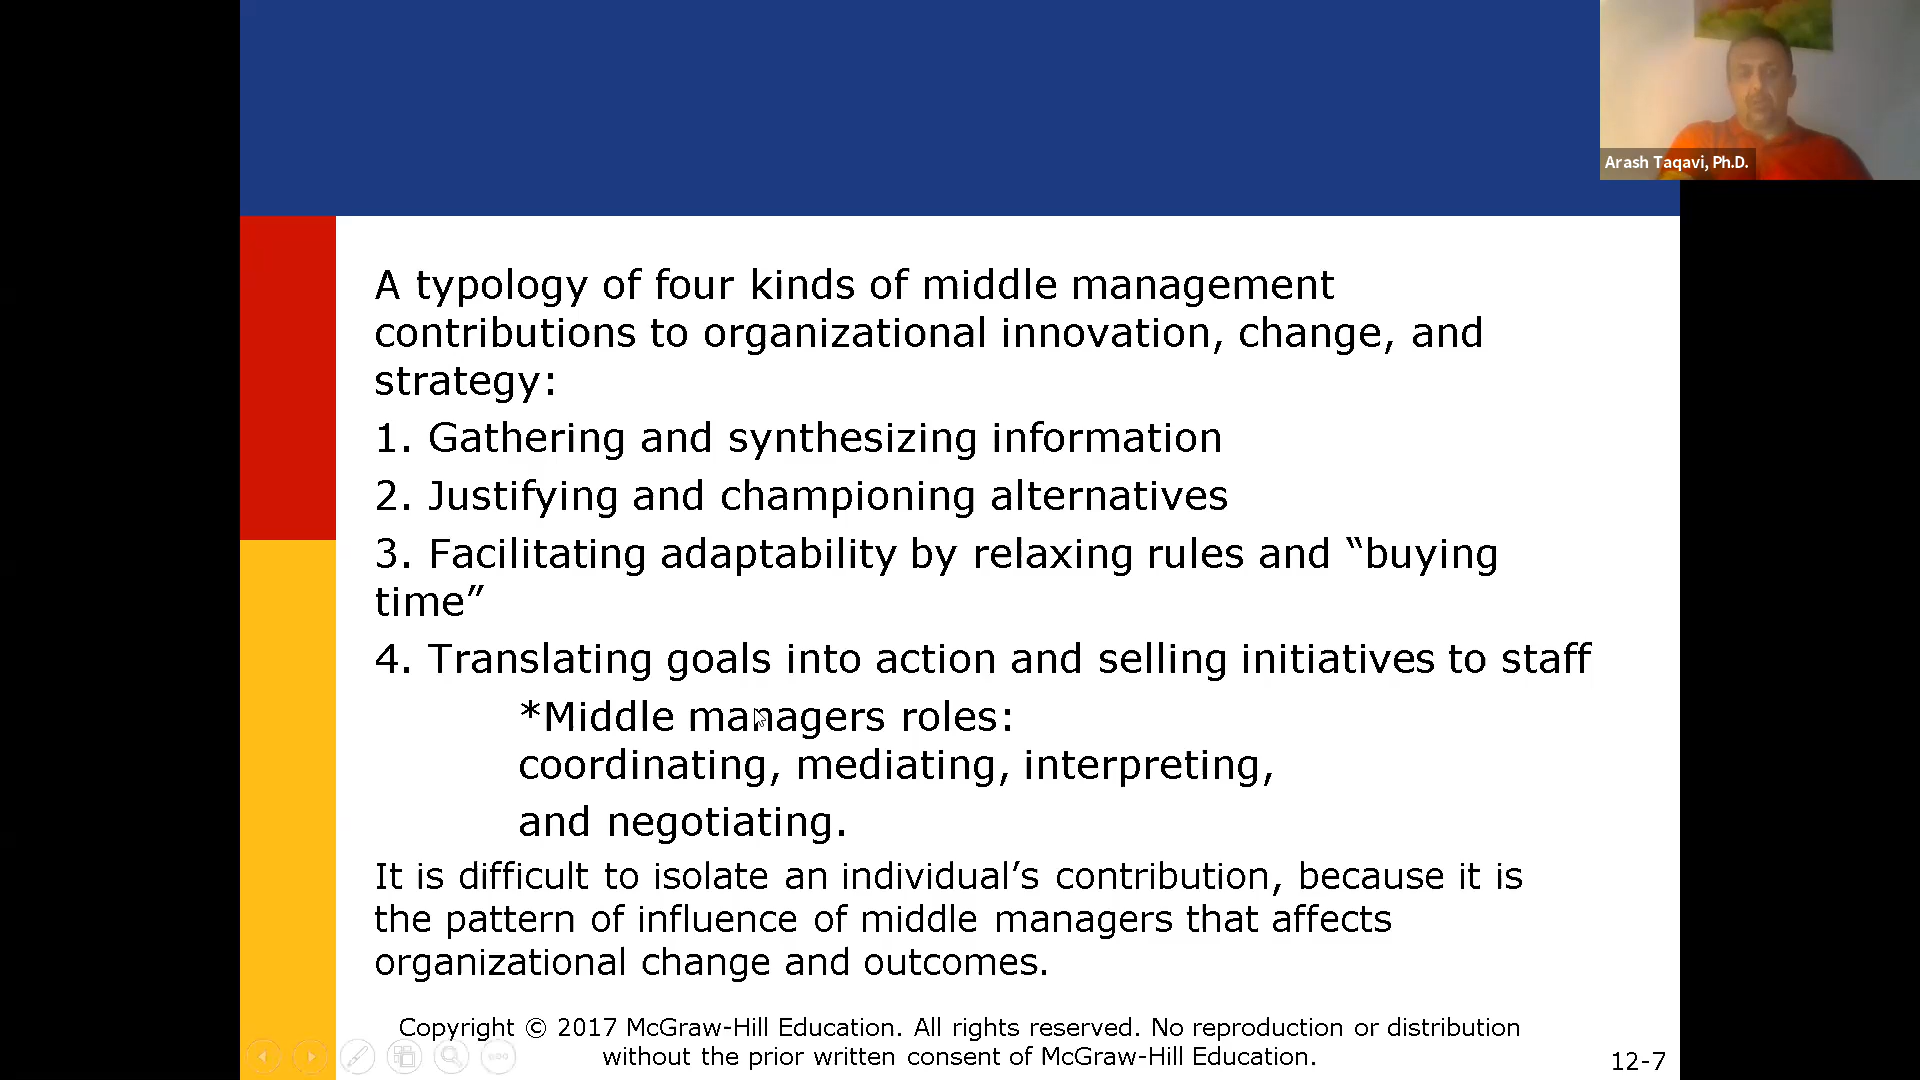 Arash Taqavi, Ph.D.
A typology of four kinds of middle management
contributions to organizational innovation, change, and
strategy:
1. Gathering and synthesizing information
2. Justifying and championing alternatives
3. Facilitating adaptability by relaxing rules and “buying
time”
4. Translating goals into action and selling initiatives to staff
*Middle managers roles:
coordinating, mediating, interpreting,
and negotiating.
It is difficult to isolate an individual’s contribution, because it is
the pattern of influence of middle managers that affects
organizational change and outcomes.
Copyright © 2017 McGraw-Hill Education. All rights reserved. No reproduction or distribution
without the prior written consent of McGraw-Hill Education.
12-7